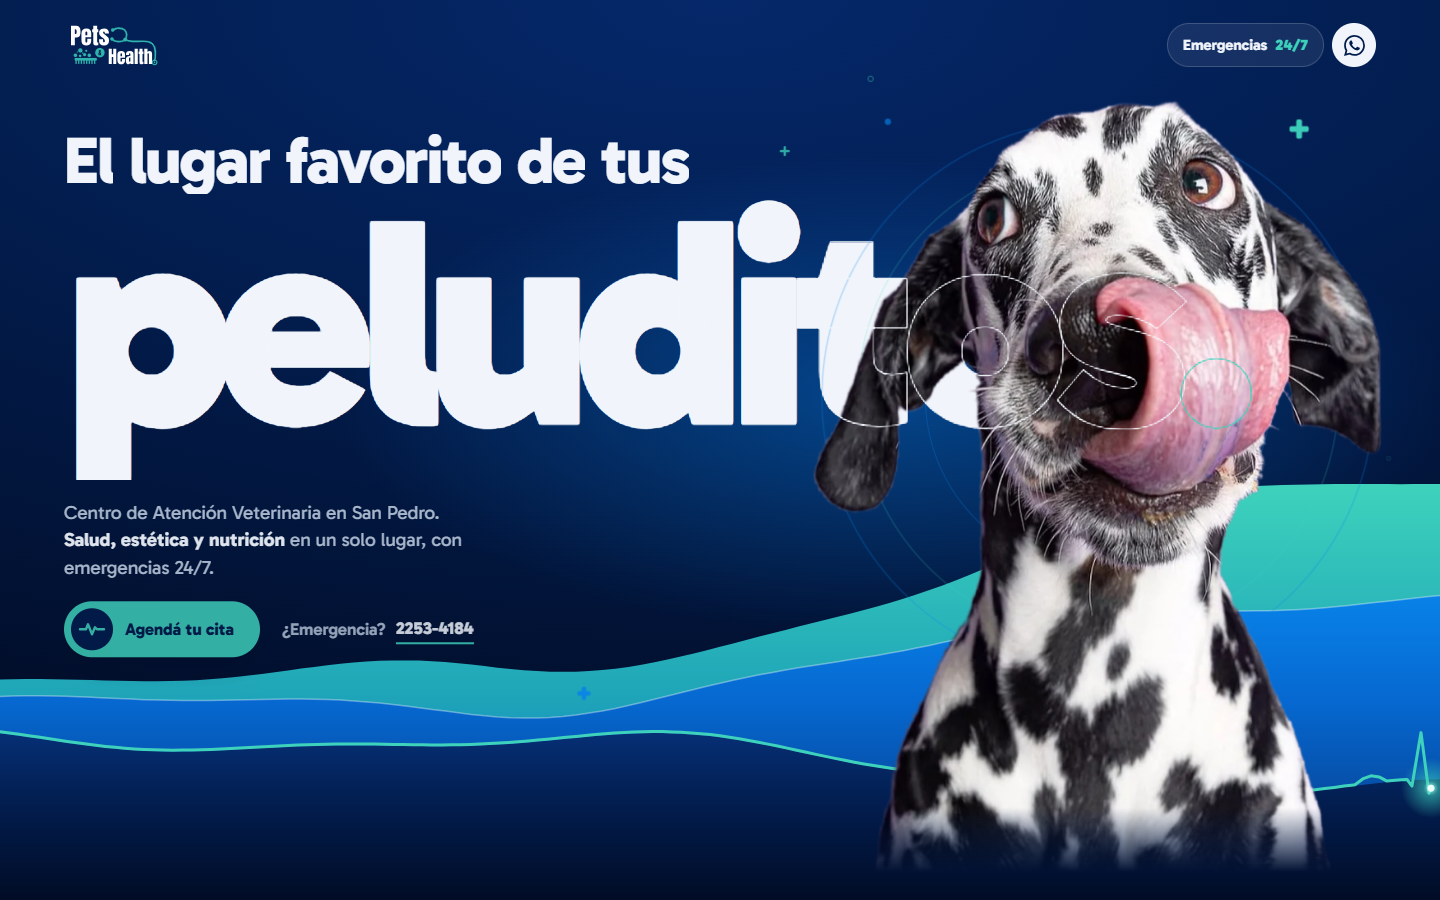 Pets
Health
Emergencias 24/7
El lugar favorito de tus
peluditos.
Centro de Atención Veterinaria en San Pedro.
Salud, estética y nutrición en un solo lugar, con
emergencias 24/7.
Agendá tu cita
¿Emergencia? 2253-4184